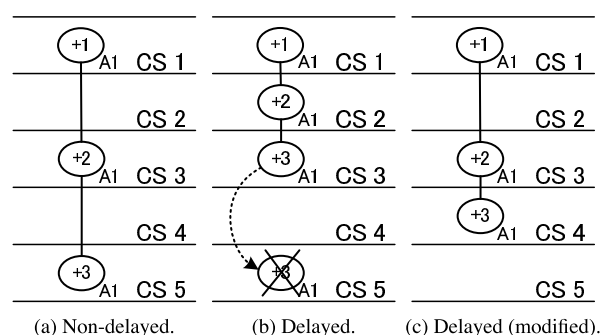 +1 A1 CS 1 +1 A1 CS 1 +1 A1 CS 1
CS 2 +2 A1 CS 2 CS 2
+2 A1 CS 3 +3 A1 CS 3 +2 A1 CS 3
CS 4 CS 4 +3 A1 CS 4
+3 A1 CS 5 +3 A1 CS 5 CS 5
(a) Non-delayed. (b) Delayed. (c) Delayed (modified).